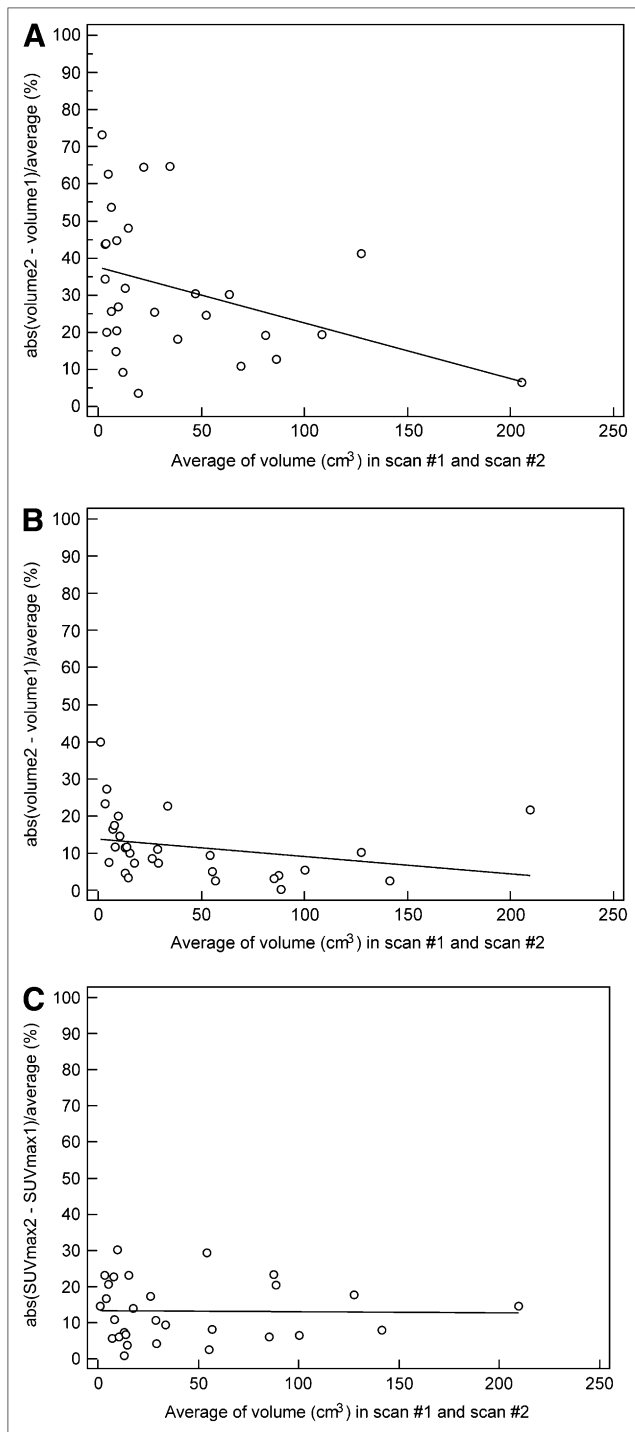 A
100
90
80
70
60
50
40
30
20
10
0
abs(volume2 - volume1)/average (%)
0 50 100 150 200 250
Average of volume (cm³) in scan #1 and scan #2
B
100
90
80
70
60
50
40
30
20
10
0
abs(volume2 - volume1)/average (%)
0 50 100 150 200 250
Average of volume (cm³) in scan #1 and scan #2
C
100
90
80
70
60
50
40
30
20
10
0
abs(SUVmax2 - SUVmax1)/average (%)
0 50 100 150 200 250
Average of volume (cm³) in scan #1 and scan #2